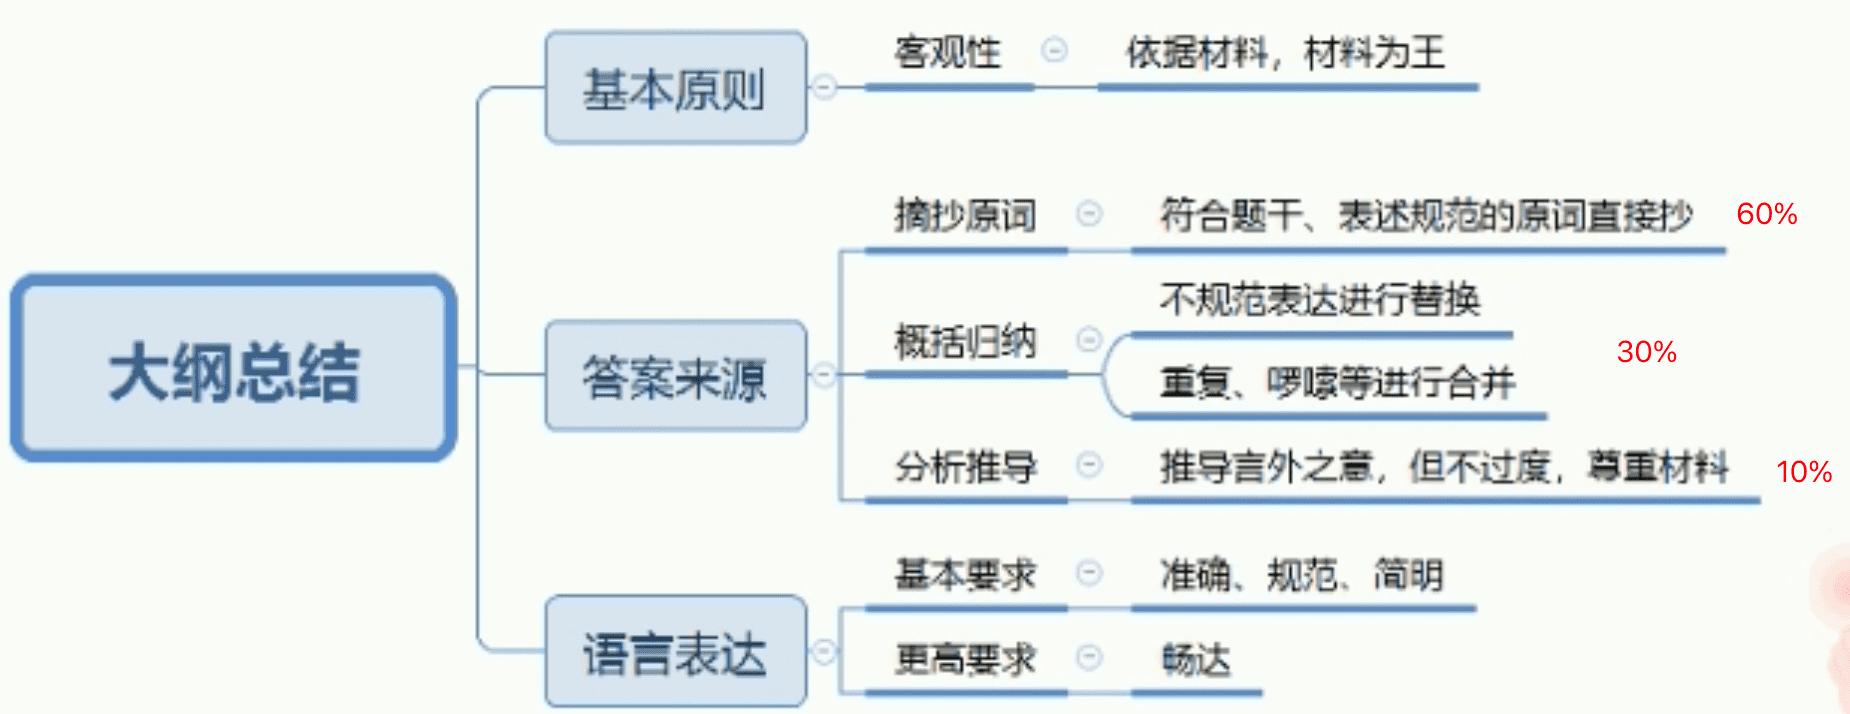 大纲总结
基本原则
客观性
依据材料，材料为王
答案来源
摘抄原词
符合题干、表述规范的原词直接抄
60%
概括归纳
不规范表达进行替换
重复、啰嗦等进行合并
30%
分析推导
推导言外之意，但不过度，尊重材料
10%
语言表达
基本要求
准确、规范、简明
更高要求
畅达